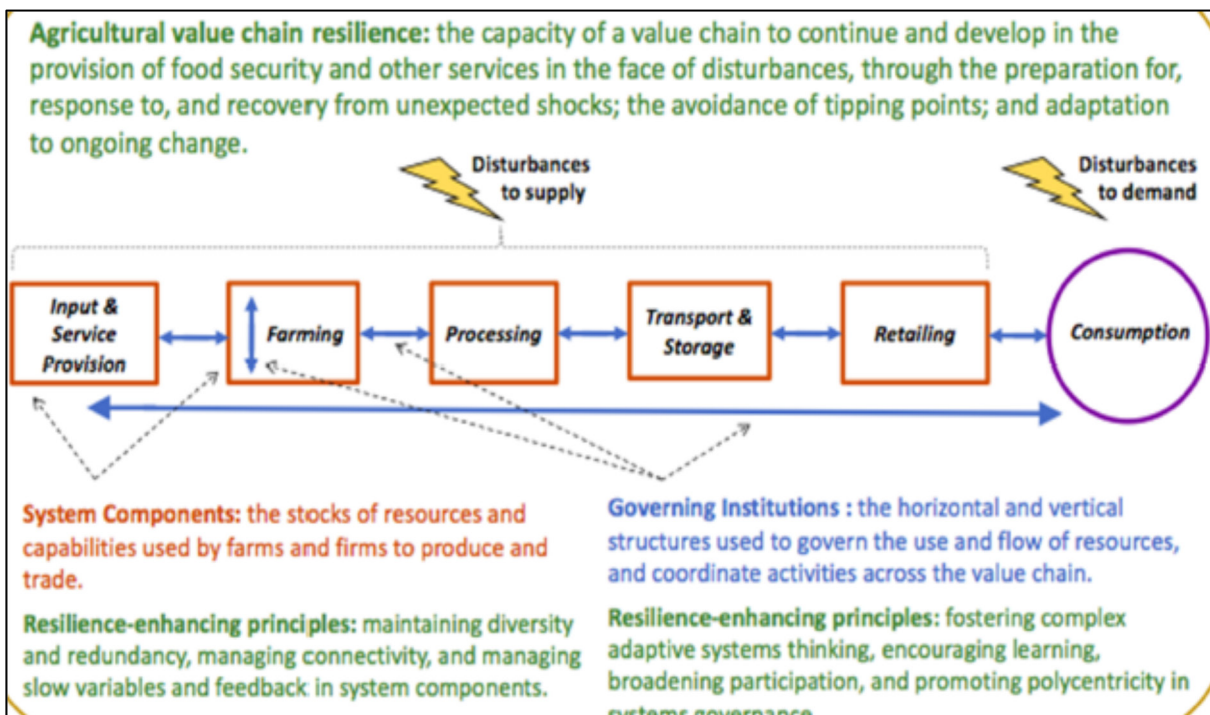 Agricultural value chain resilience: the capacity of a value chain to continue and develop in the
provision of food security and other services in the face of disturbances, through the preparation for,
response to, and recovery from unexpected shocks; the avoidance of tipping points; and adaptation
to ongoing change.
Disturbances
to supply
Disturbances
to demand
Input &
Service
Provision
Farming
Processing
Transport &
Storage
Retailing
Consumption
System Components: the stocks of resources and
capabilities used by farms and firms to produce and
trade.
Resilience-enhancing principles: maintaining diversity
and redundancy, managing connectivity, and managing
slow variables and feedback in system components.
Governing Institutions : the horizontal and vertical
structures used to govern the use and flow of resources,
and coordinate activities across the value chain.
Resilience-enhancing principles: fostering complex
adaptive systems thinking, encouraging learning,
broadening participation, and promoting polycentricity in
systems governance